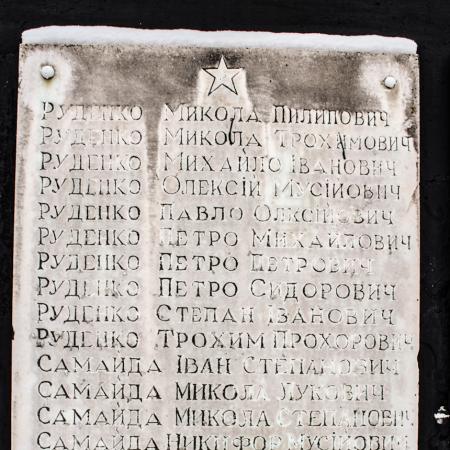 Руденко Микола Пилипович
Руденко Микола Трохимович
Руденко Михайло Іванович
Руденко Олексій Мусійович
Руденко Павло Олксійович
Руденко Петро Михайлович
Руденко Петро Петрович
Руденко Петро Сидорович
Руденко Степан Іванович
Руденко Трохим Прохорович
Самайда Іван Степанович
Самайда Микола Лукович
Самайда Микола Степанович
Самайда Никифор Мусійович